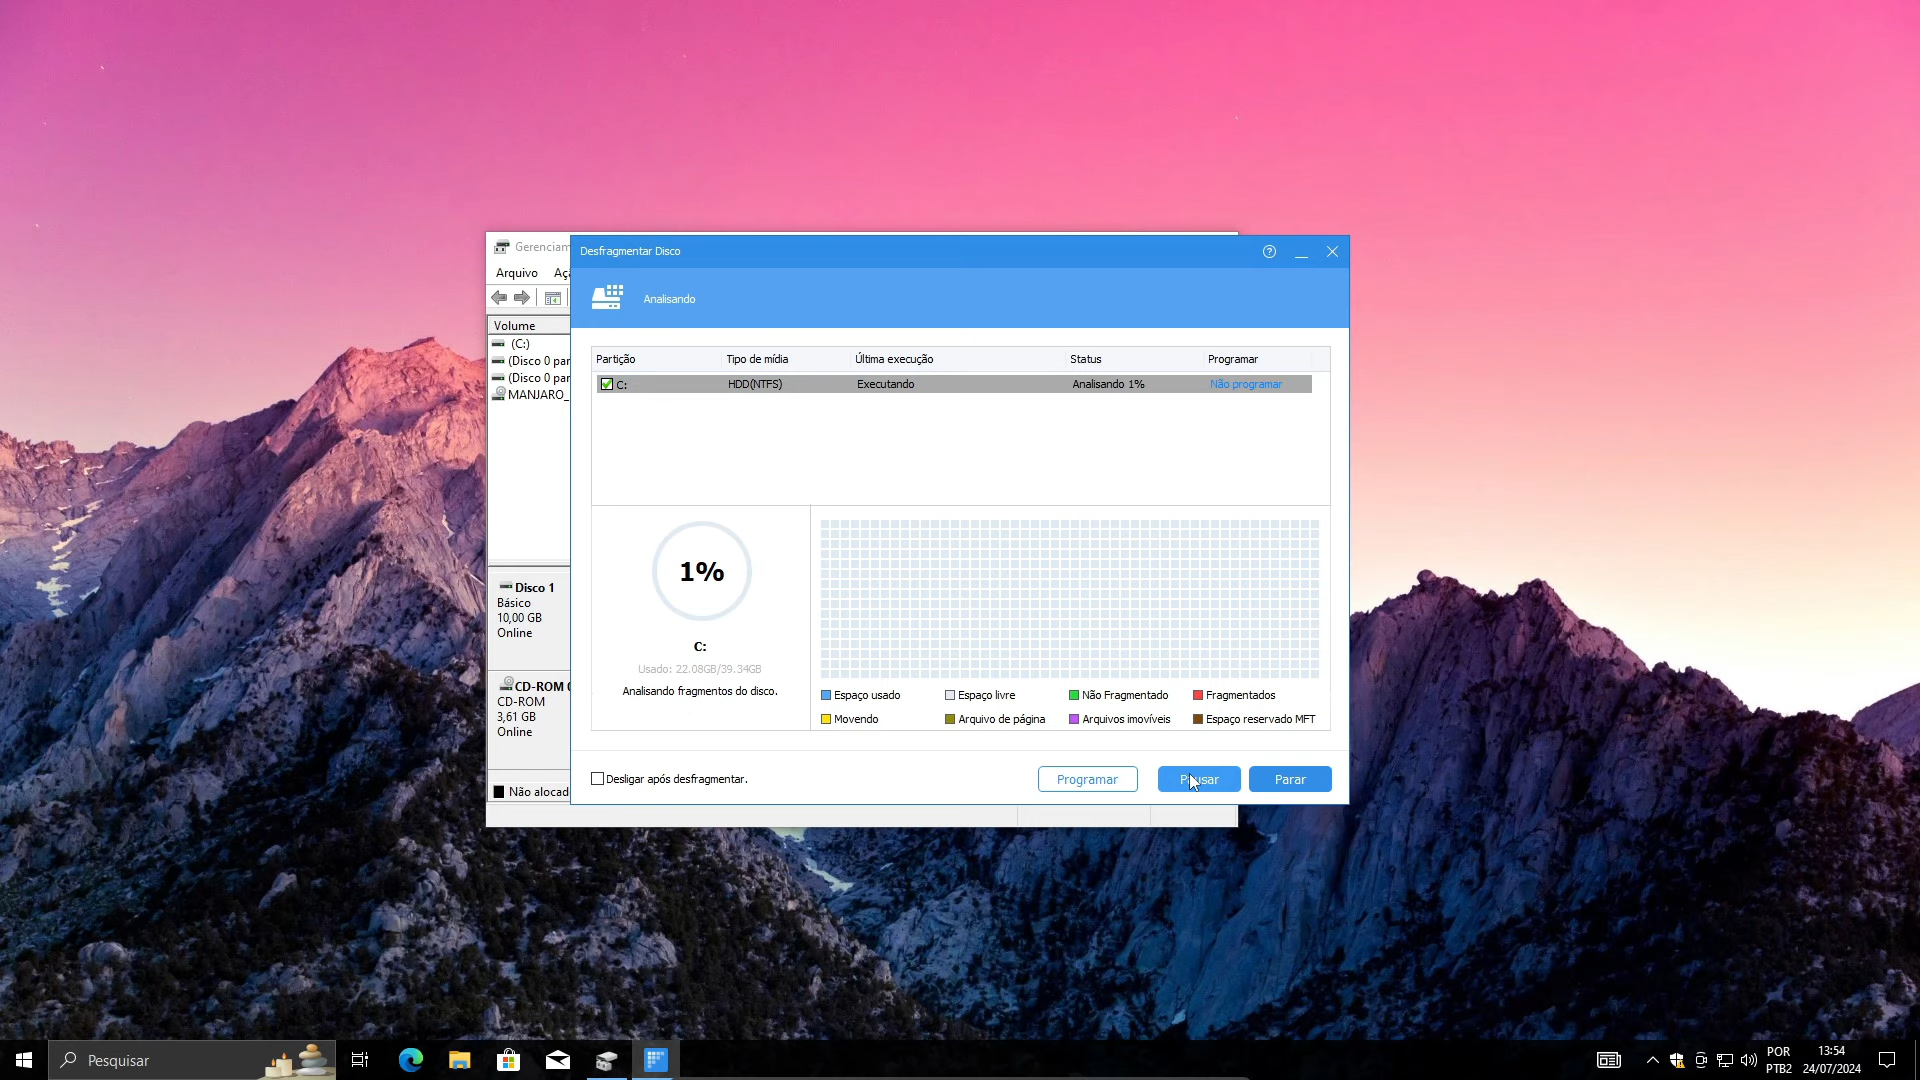 Gerenciam
Arquivo Açã
Volume
(C:)
(Disco 0 par
(Disco 0 par
MANJARO_
Disco 1
Básico
10,00 GB
Online
CD-ROM 0
CD-ROM
3,61 GB
Online
Não alocad
Desfragmentar Disco
Analisando
Partição Tipo de mídia Última execução Status Programar
C: HDD(NTFS) Executando Analisando 1% Não programar
1%
C:
Usado: 22.08GB/39.34GB
Analisando fragmentos do disco.
Espaço usado Espaço livre Não Fragmentado Fragmentados
Movendo Arquivo de página Arquivos imovíveis Espaço reservado MFT
Desligar após desfragmentar.
Programar Pausar Parar
Pesquisar
POR
PTB2
13:54
24/07/2024